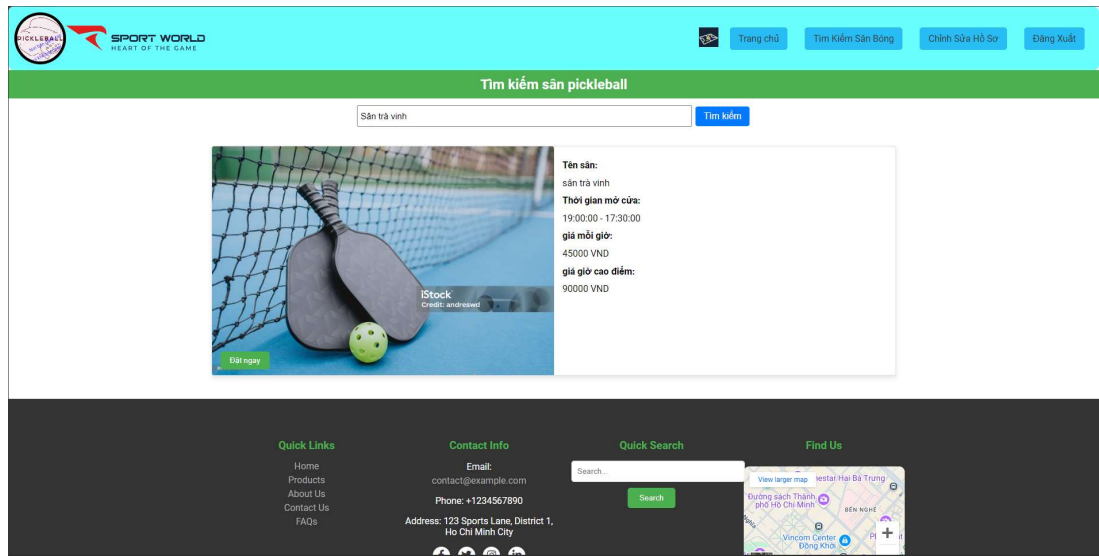 PICKLEBALL
SPORT WORLD
HEART OF THE GAME
Trang chủ
Tìm Kiếm Sân Bóng
Chỉnh Sửa Hồ Sơ
Đăng Xuất
Tìm kiếm sân pickleball
Sân trà vinh
Tìm kiếm
iStock
Credit: andreswd
Đặt ngay
Tên sân:
sân trà vinh
Thời gian mở cửa:
19:00:00 - 17:30:00
giá mỗi giờ:
45000 VND
giá giờ cao điểm:
90000 VND
Quick Links
Home
Products
About Us
Contact Us
FAQs
Contact Info
Email:
contact@example.com
Phone: +1234567890
Address: 123 Sports Lane, District 1,
Ho Chi Minh City
Quick Search
Search...
Search
Find Us
View larger map
nestar Hai Bà Trưng
Đường sách Thành
phố Hồ Chí Minh
BẾN NGHÉ
Vincom Center
Đồng Khởi
+